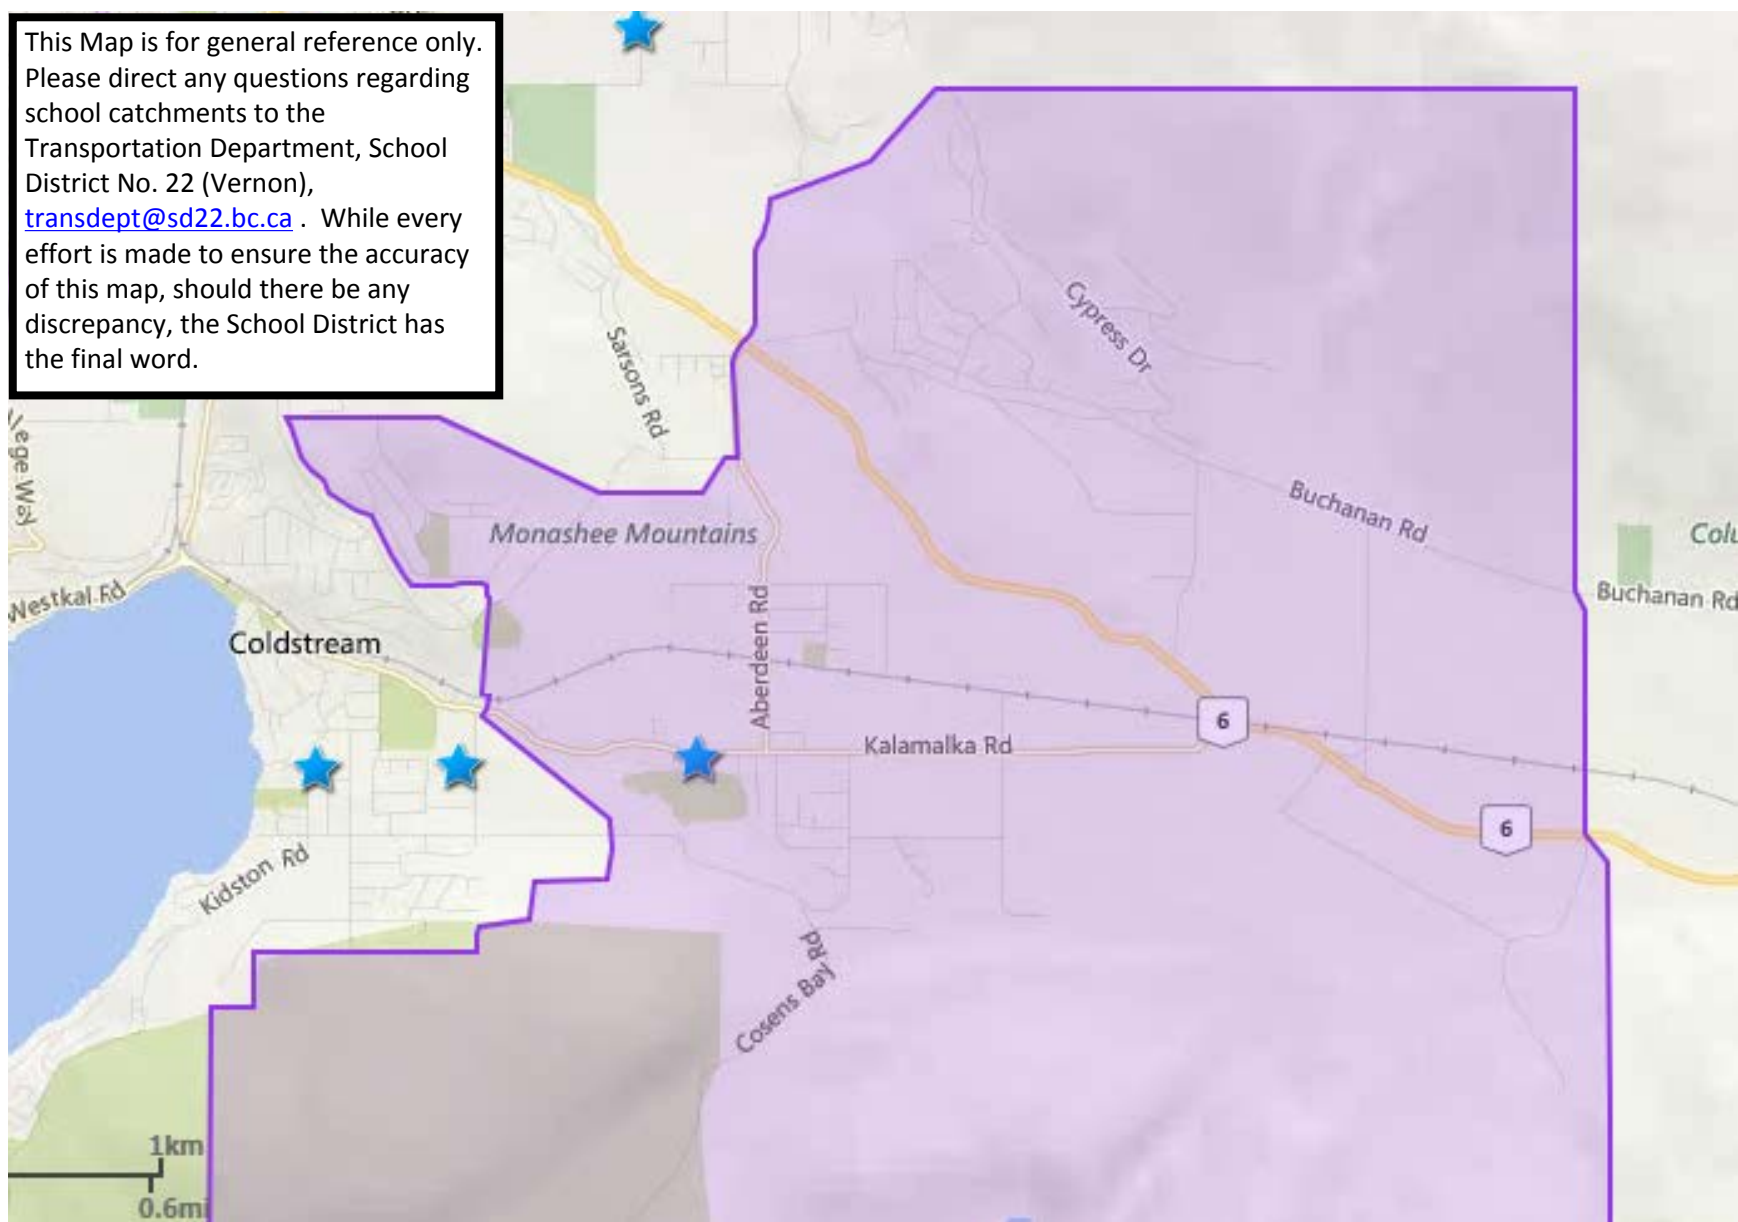 This Map is for general reference only.
Please direct any questions regarding
school catchments to the
Transportation Department, School
District No. 22 (Vernon),
transdept@sd22.bc.ca . While every
effort is made to ensure the accuracy
of this map, should there be any
discrepancy, the School District has
the final word.
Cypress Dr
Sarsons Rd
lege Way
Buchanan Rd
Monashee Mountains
Colu
Buchanan Rd
Westkal Rd
Coldstream
Aberdeen Rd
6
Kalamalka Rd
6
Kidston Rd
Cosens Bay Rd
1km
0.6mi